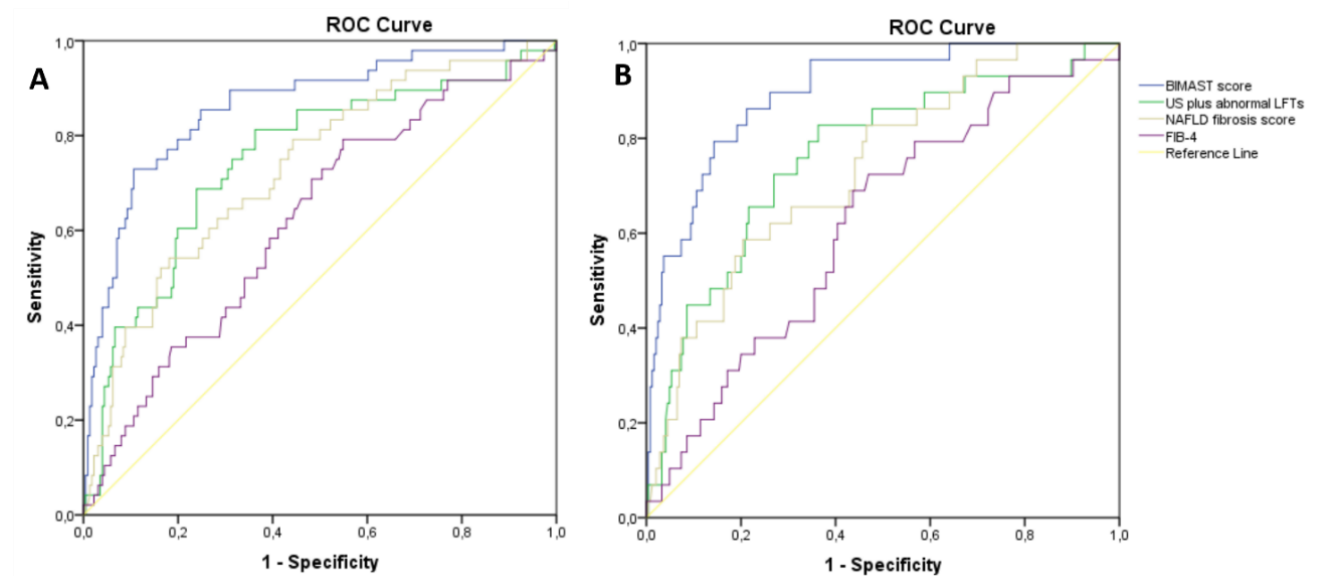 ROC Curve
A
1,0
0,8
0,6
0,4
0,2
0,0
Sensitivity
0,0 0,2 0,4 0,6 0,8 1,0
1 - Specificity
ROC Curve
B
1,0
0,8
0,6
0,4
0,2
0,0
Sensitivity
0,0 0,2 0,4 0,6 0,8 1,0
1 - Specificity
BIMAST score
US plus abnormal LFTs
NAFLD fibrosis score
FIB-4
Reference Line